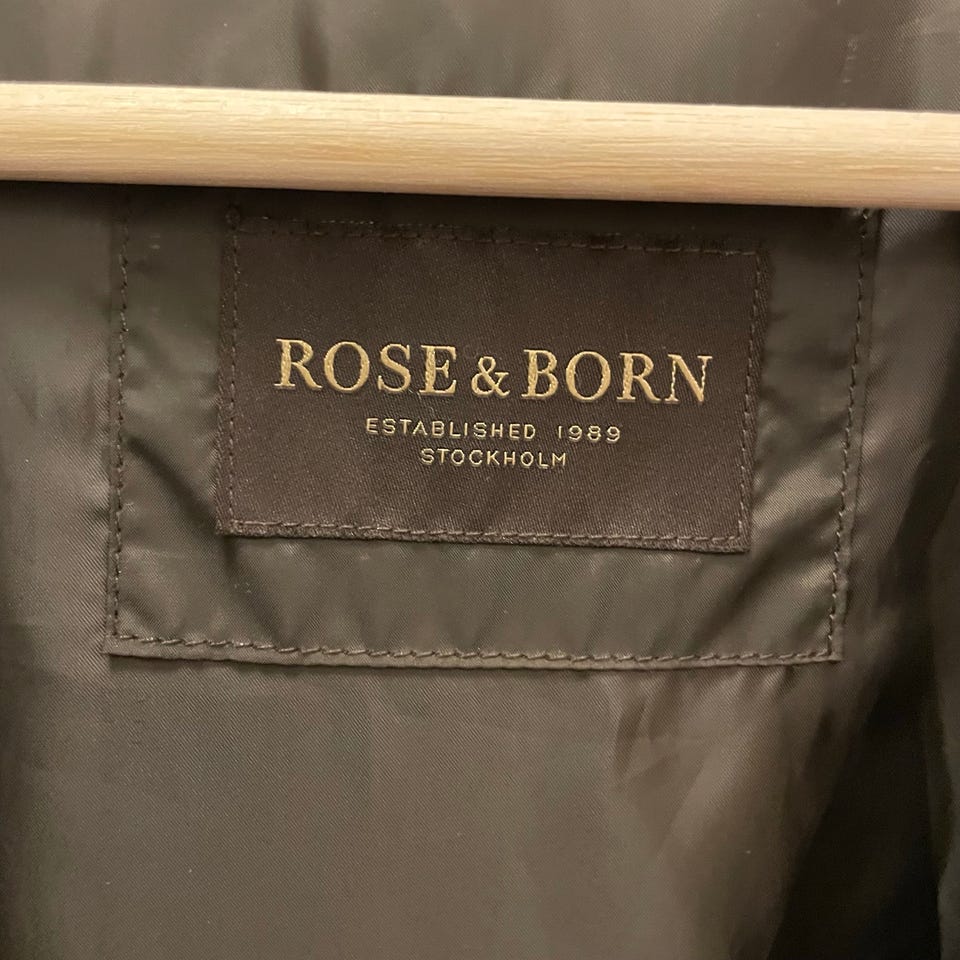 ROSE & BORN
ESTABLISHED 1989
STOCKHOLM